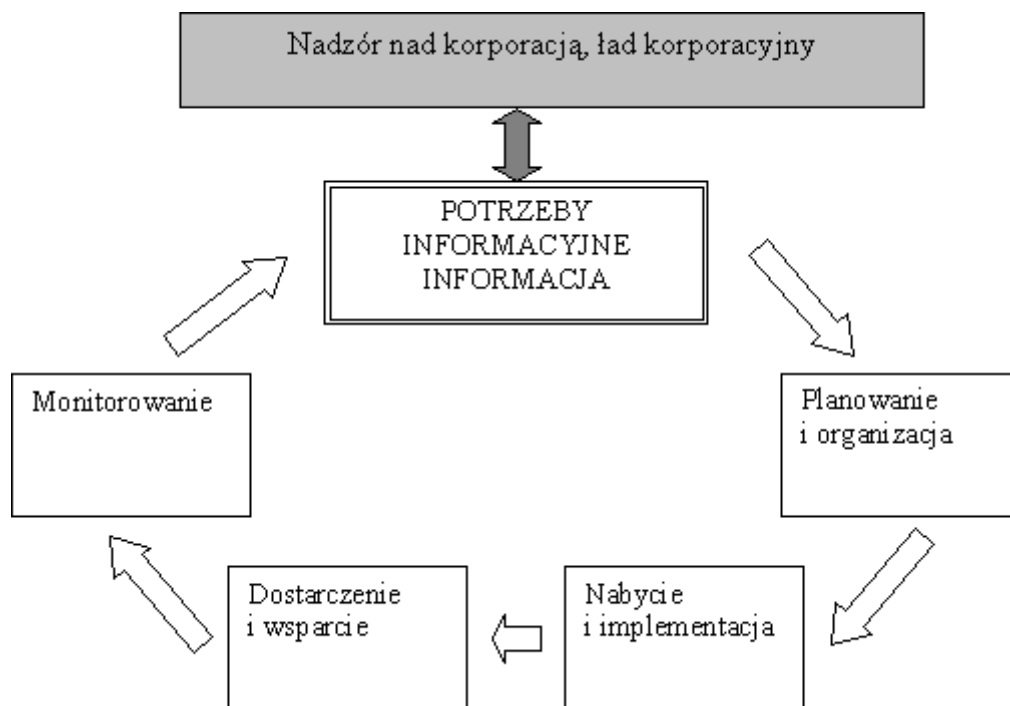 Nadzór nad korporacją, ład korporacyjny
POTRZEBY
INFORMACYJNE
INFORMACJA
Monitorowanie
Planowanie
i organizacja
Dostarczenie
i wsparcie
Nabycie
i implementacja